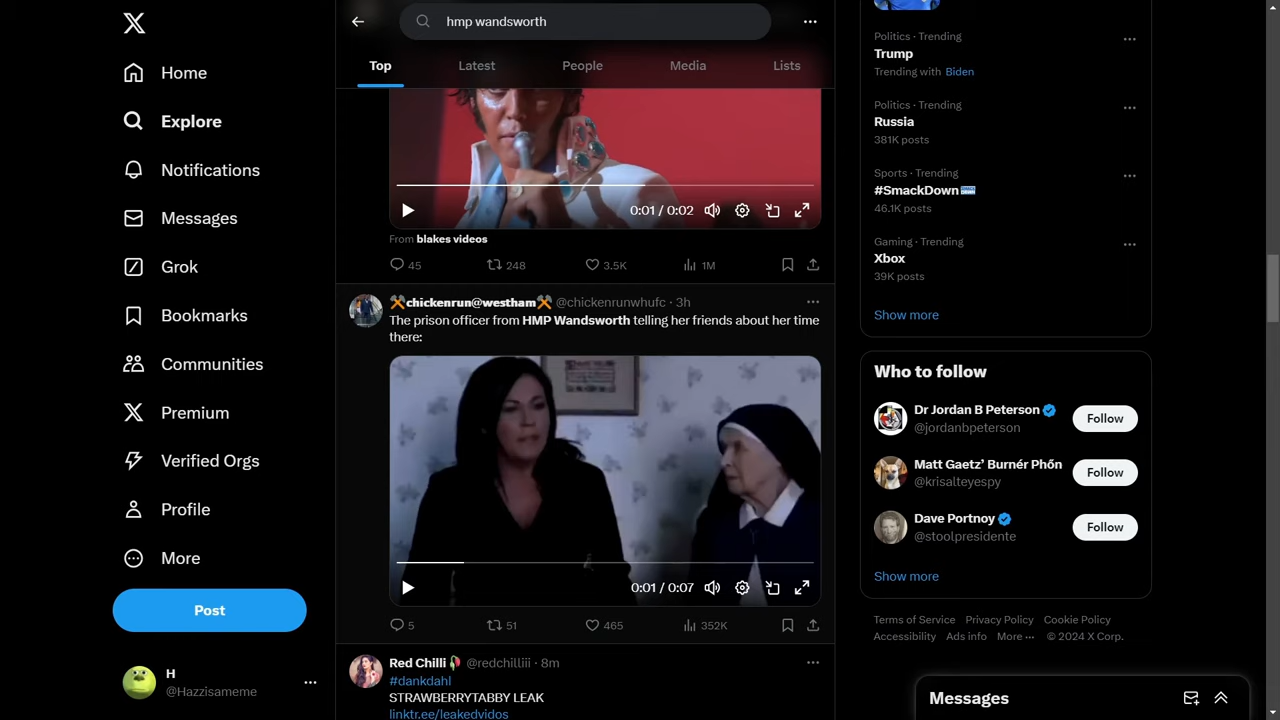 hmp wandsworth
Top
Latest
People
Media
Lists
Home
Explore
Notifications
Messages
Grok
Bookmarks
Communities
Premium
Verified Orgs
Profile
More
Post
H
@Hazzisameme
0:01 / 0:02
From blakes videos
45
248
3.5K
1M
⚒️chickenrun@westham⚒️ @chickenrunwhufc · 3h
The prison officer from HMP Wandsworth telling her friends about her time
there:
0:01 / 0:07
5
51
465
352K
Red Chilli🥀 @redchilliii · 8m
#dankdahl
STRAWBERRYTABBY LEAK
linktr.ee/leakedvidos
Politics · Trending
Trump
Trending with Biden
Politics · Trending
Russia
381K posts
Sports · Trending
#SmackDown
46.1K posts
Gaming · Trending
Xbox
39K posts
Show more
Who to follow
Dr Jordan B Peterson
@jordanbpeterson
Follow
Matt Gaetz’ Burnér Phőn
@krisalteyespy
Follow
Dave Portnoy
@stoolpresidente
Follow
Show more
Terms of Service Privacy Policy Cookie Policy
Accessibility Ads info More ··· © 2024 X Corp.
Messages